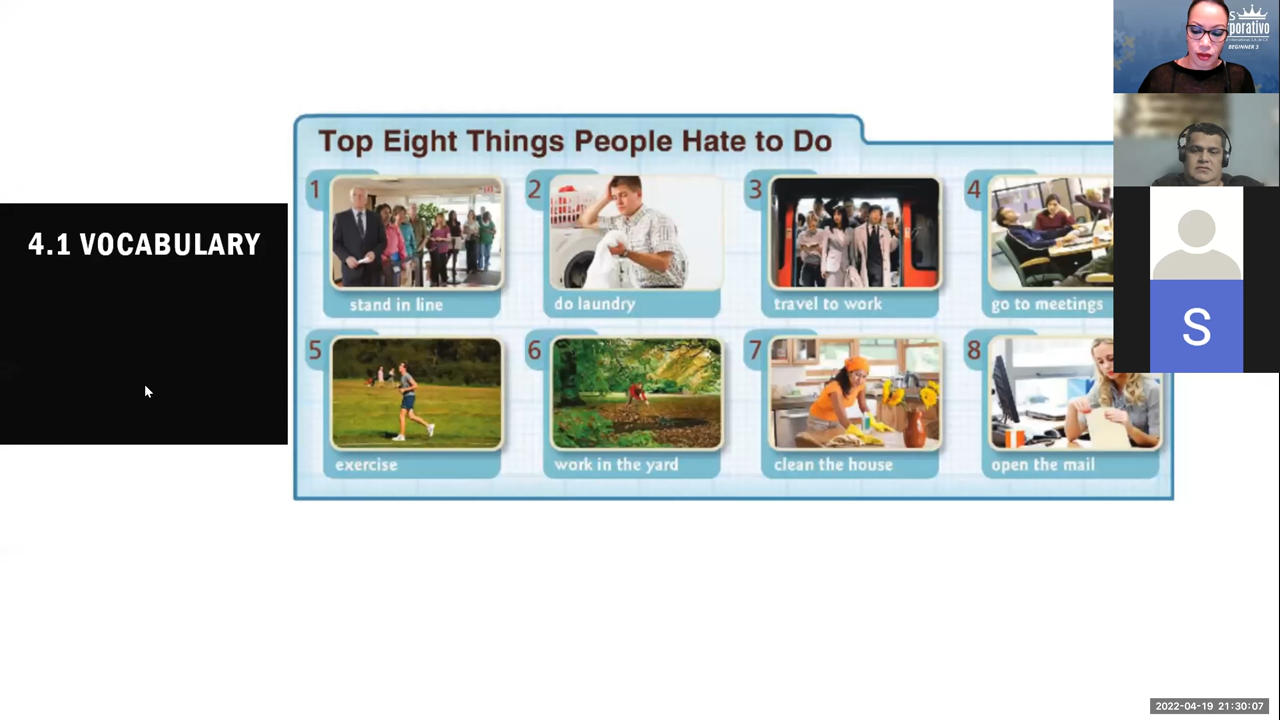 4.1 VOCABULARY
Top Eight Things People Hate to Do
1
stand in line
2
do laundry
3
travel to work
4
go to meetings
5
exercise
6
work in the yard
7
clean the house
8
open the mail
S
porativo
BEGINNER 3
2022-04-19 21:30:07